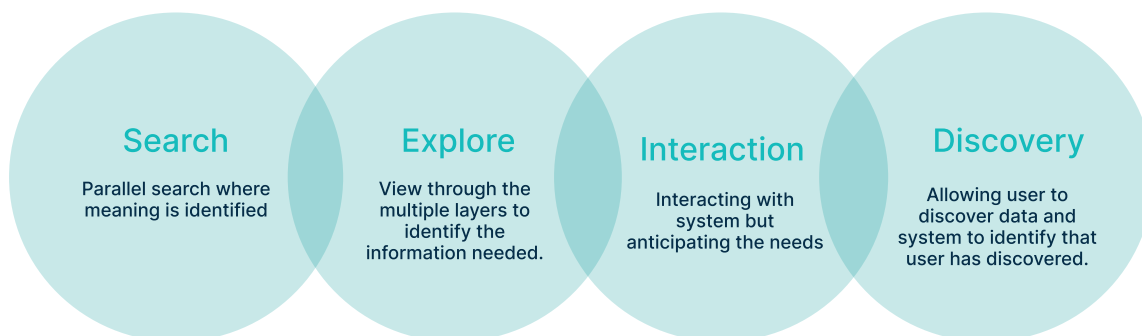 Search
Parallel search where
meaning is identified
Explore
View through the
multiple layers to
identify the
information needed.
Interaction
Interacting with
system but
anticipating the needs
Discovery
Allowing user to
discover data and
system to identify that
user has discovered.